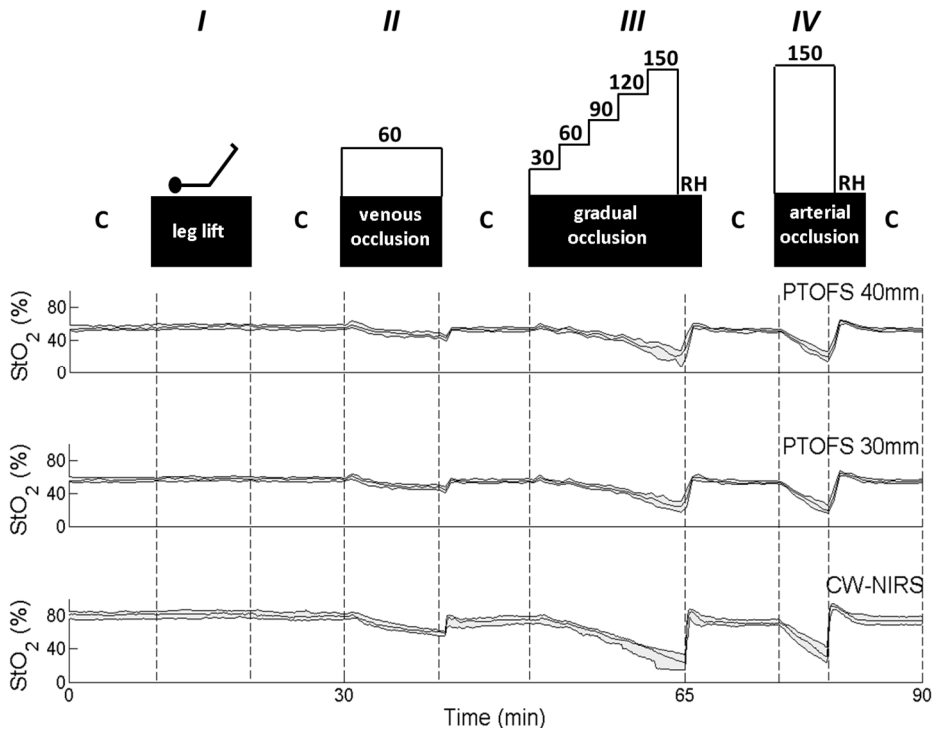 I II III IV
150 150
120
90
60 60
30
RH RH
C leg lift C venous occlusion C gradual occlusion C arterial occlusion C
PTOFS 40mm
StO2 (%)
80
40
0
PTOFS 30mm
StO2 (%)
80
40
0
CW-NIRS
StO2 (%)
80
40
0
0 30 65 90
Time (min)